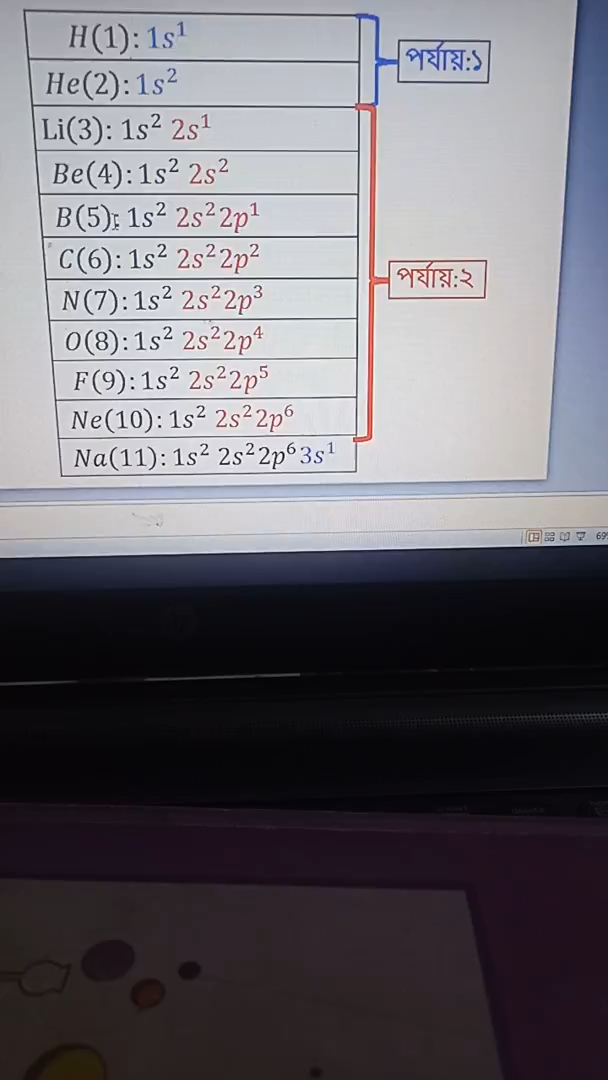 H(1): 1s¹
He(2): 1s²
পর্যায়:১
Li(3): 1s² 2s¹
Be(4): 1s² 2s²
B(5): 1s² 2s² 2p¹
C(6): 1s² 2s² 2p²
N(7): 1s² 2s² 2p³
O(8): 1s² 2s² 2p⁴
F(9): 1s² 2s² 2p⁵
Ne(10): 1s² 2s² 2p⁶
পর্যায়:২
Na(11): 1s² 2s² 2p⁶ 3s¹